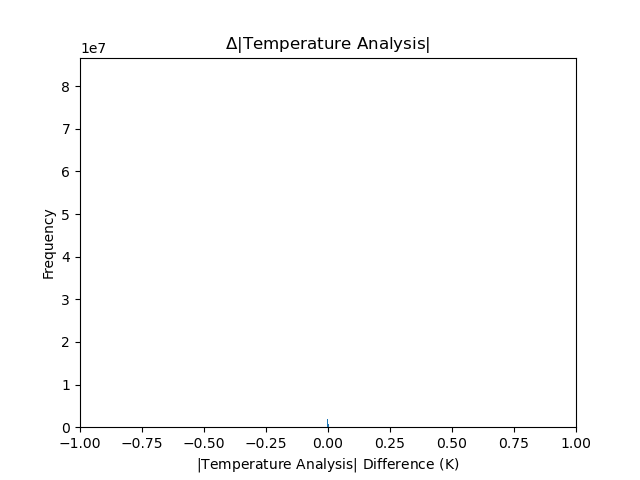 Δ|Temperature Analysis|
1e7
8
7
6
5
4
3
2
1
0
Frequency
−1.00 −0.75 −0.50 −0.25 0.00 0.25 0.50 0.75 1.00
|Temperature Analysis| Difference (K)